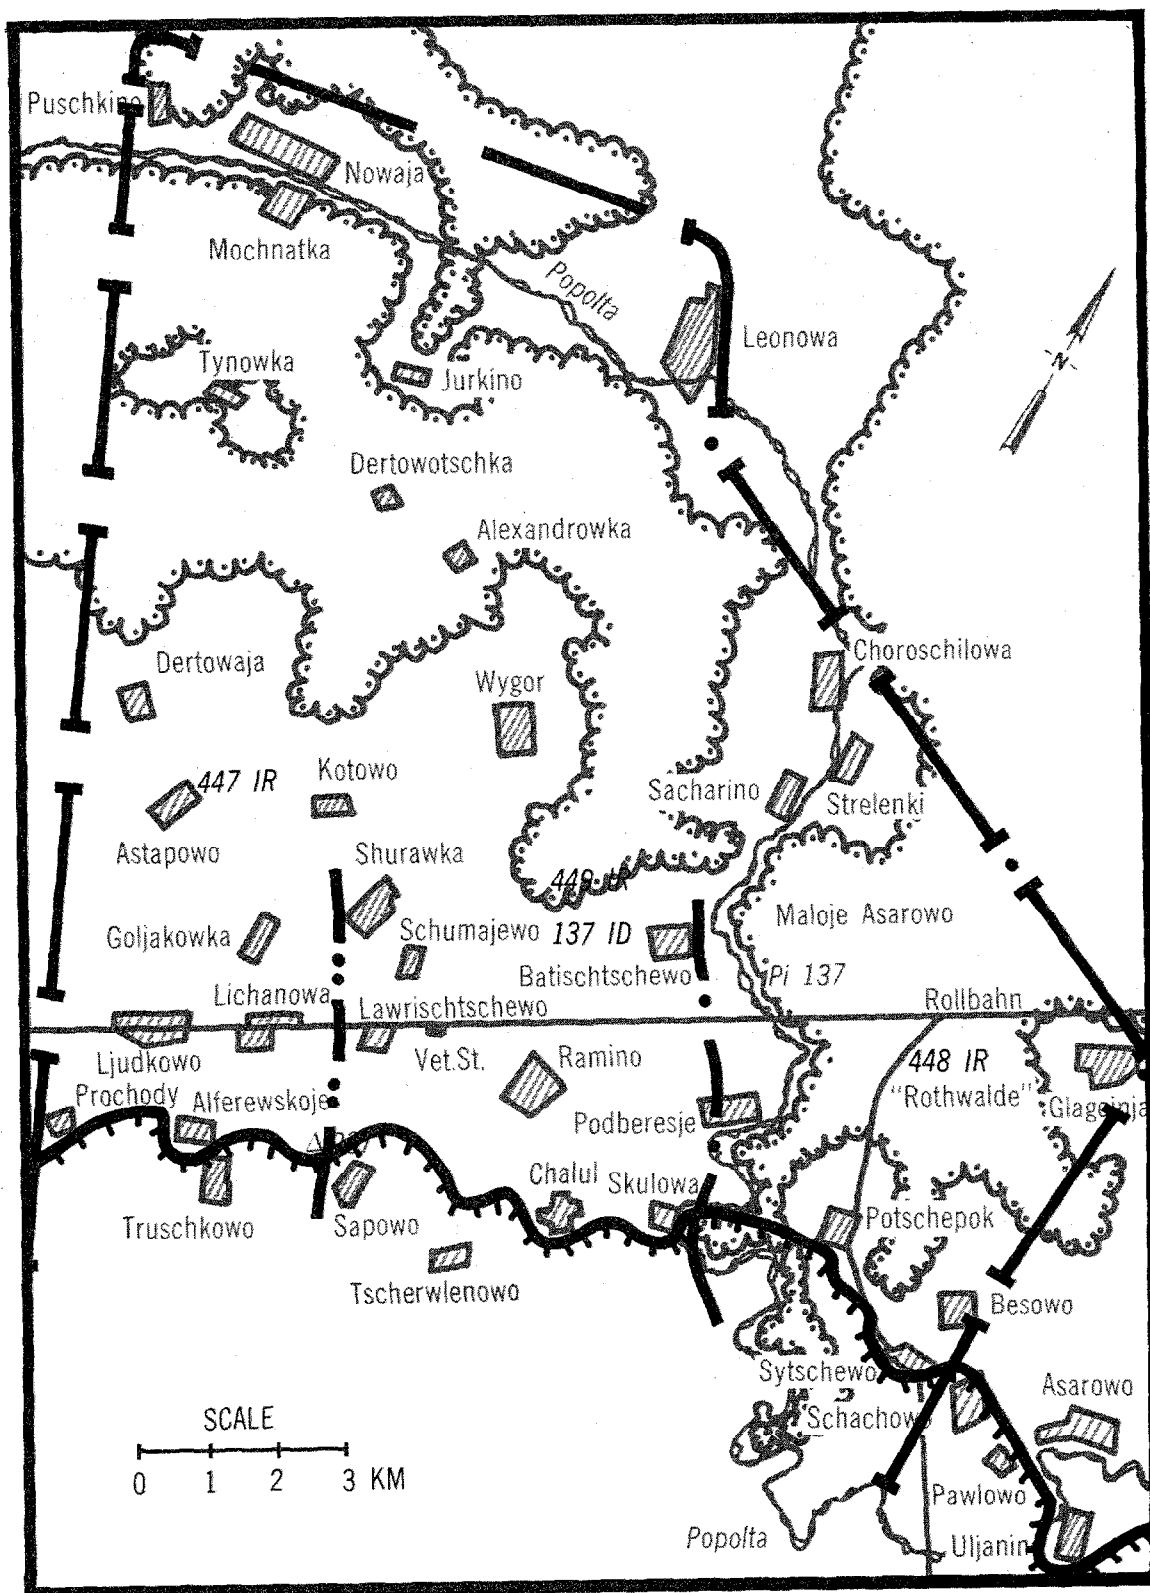 Puschkino
Nowaja
Mochnatka
Popolta
Leonowa
N
Tynowka
Jurkino
Dertowotschka
Alexandrowka
Choroschilowa
Dertowaja
Wygor
447 IR
Kotowo
Sacharino
Strelenki
Astapowo
Shurawka
449 IR
Maloje Asarowo
Goljakowka
Schumajewo
137 ID
Batischtschewo
Pi 137
Lichanowa
Lawrischtschewo
Rollbahn
Ljudkowo
Vet.St.
Ramino
448 IR
Prochody
Alferewskoje
Podberesje
"Rothwalde"
Chalul
Skulowa
Truschkowo
Sapowo
Potschepok
Tscherwlenowo
Besowo
Sytschewo
Asarowo
SCALE
Schachowo
0 1 2 3 KM
Pawlowo
Popolta
Uljanin